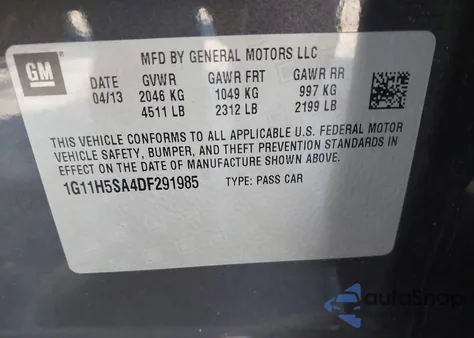 GM
MFD BY GENERAL MOTORS LLC
DATE GVWR GAWR FRT GAWR RR
04/13 2046 KG 1049 KG 997 KG
4511 LB 2312 LB 2199 LB
THIS VEHICLE CONFORMS TO ALL APPLICABLE U.S. FEDERAL MOTOR
VEHICLE SAFETY, BUMPER, AND THEFT PREVENTION STANDARDS IN
EFFECT ON THE DATE OF MANUFACTURE SHOWN ABOVE.
1G11H5SA4DF291985 TYPE: PASS CAR
autoSnap